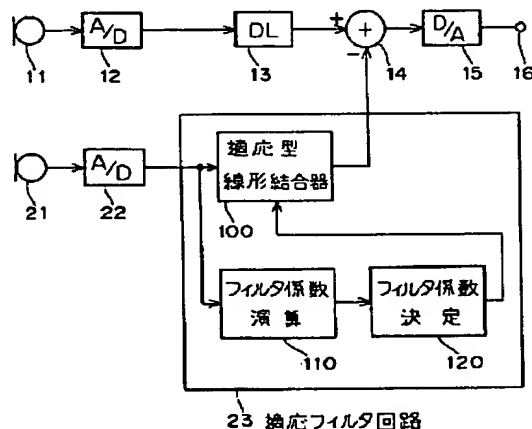 A/D
DL
+
+
-
D/A
11
12
13
14
15
16
A/D
適応型
線形結合器
21
22
100
フィルタ係数
演算
フィルタ係数
決定
110
120
23 適応フィルタ回路